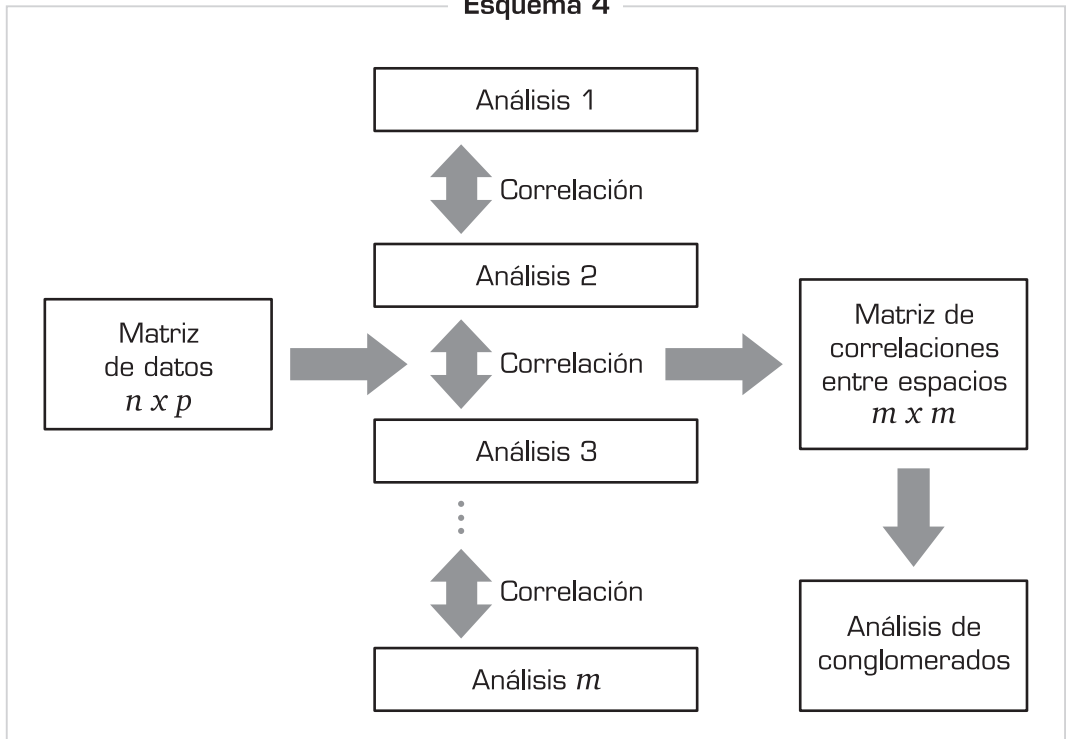 Esquema 4
Análisis 1
Correlación
Análisis 2
Matriz
de datos
n x p
Correlación
Matriz de
correlaciones
entre espacios
m x m
Análisis 3
Correlación
Análisis m
Análisis de
conglomerados